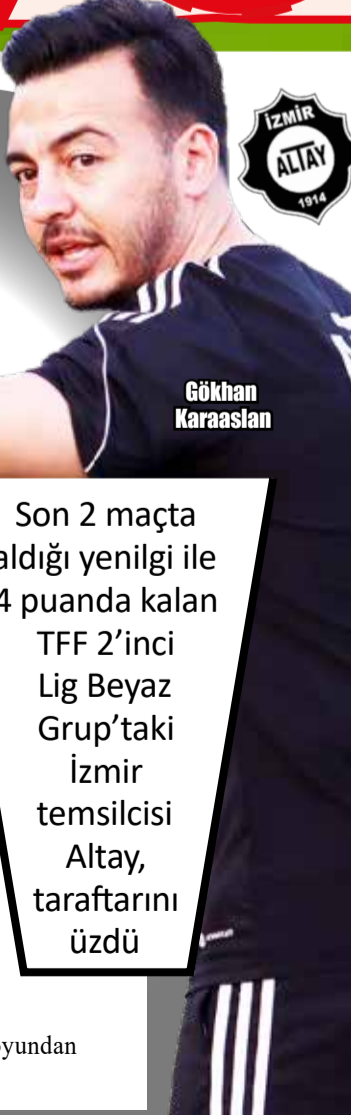 İZMİR
ALTAY
1914
Gökhan
Karaaslan
Son 2 maçta
aldığı yenilgi ile
4 puanda kalan
TFF 2’inci
Lig Beyaz
Grup’taki
İzmir
temsilcisi
Altay,
taraftarını
üzdü